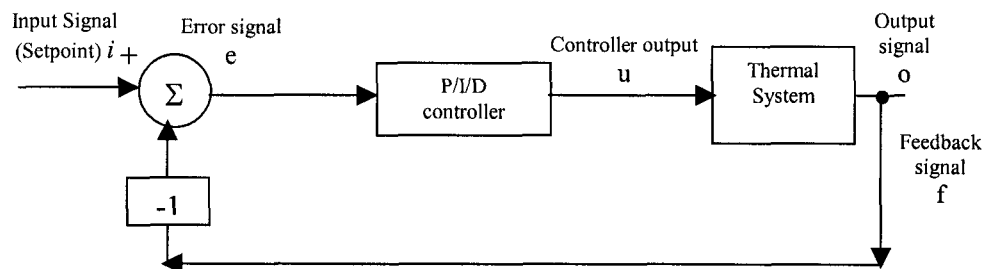 Input Signal
(Setpoint) i +
Error signal
e
Σ
P/I/D
controller
Controller output
u
Thermal
System
Output
signal
o
Feedback
signal
f
-1